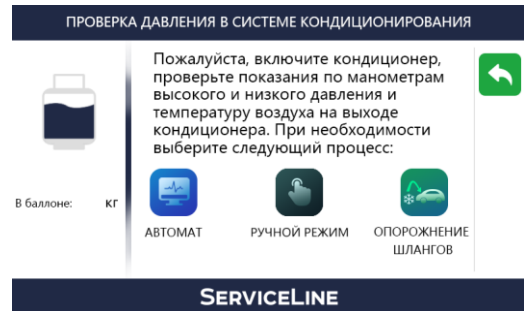 ПРОВЕРКА ДАВЛЕНИЯ В СИСТЕМЕ КОНДИЦИОНИРОВАНИЯ
Пожалуйста, включите кондиционер,
проверьте показания по манометрам
высокого и низкого давления и
температуру воздуха на выходе
кондиционера. При необходимости
выберите следующий процесс:
В баллоне: кг
АВТОМАТ
РУЧНОЙ РЕЖИМ
ОПОРОЖНЕНИЕ
ШЛАНГОВ
SERVICELINE